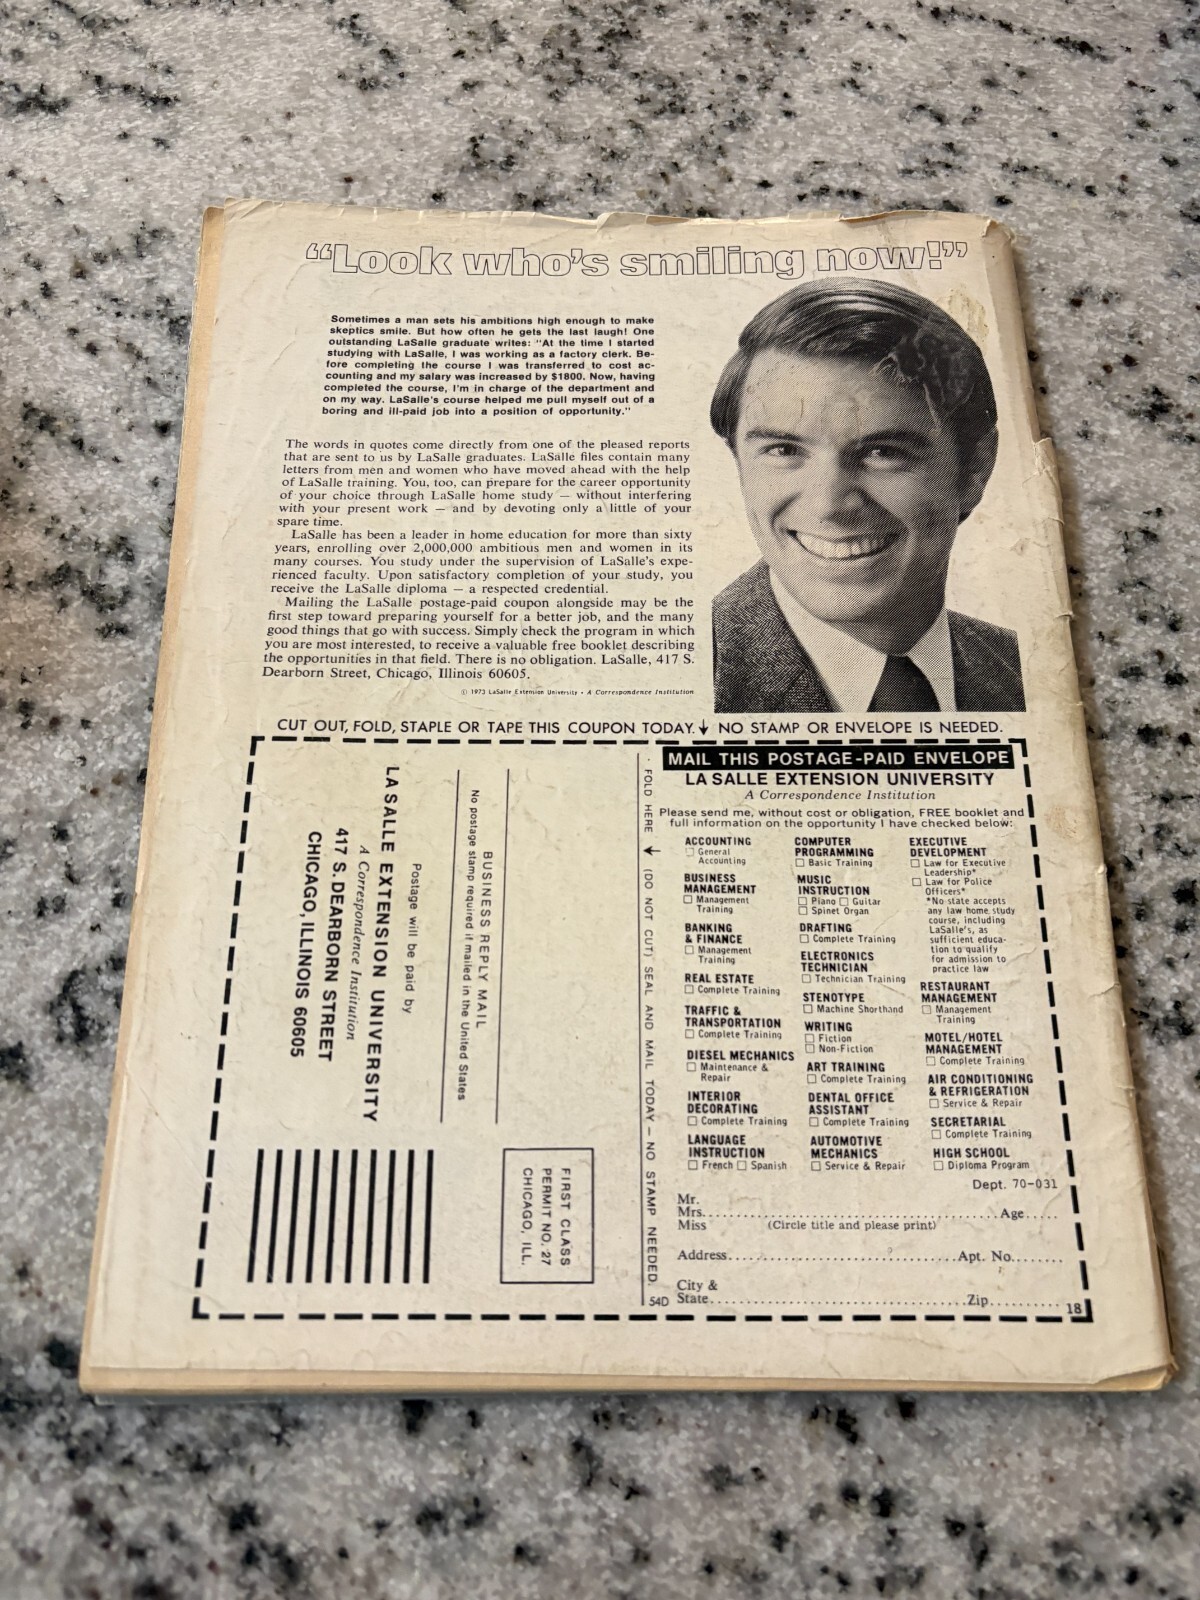 “Look who’s smiling now!”
Sometimes a man sets his ambitions high enough to make
skeptics smile. But how often he gets the last laugh! One
outstanding LaSalle graduate writes: “At the time I started
studying with LaSalle, I was working as a factory clerk. Be-
fore completing the course I was transferred to cost ac-
counting and my salary was increased by $1800. Now, having
completed the course, I’m in charge of the department and
on my way. LaSalle’s course helped me pull myself out of a
boring and ill-paid job into a position of opportunity.”
The words in quotes come directly from one of the pleased reports
that are sent to us by LaSalle graduates. LaSalle files contain many
letters from men and women who have moved ahead with the help
of LaSalle training. You, too, can prepare for the career opportunity
of your choice through LaSalle home study — without interfering
with your present work — and by devoting only a little of your
spare time.
LaSalle has been a leader in home education for more than sixty
years, enrolling over 2,000,000 ambitious men and women in its
many courses. You study under the supervision of LaSalle’s expe-
rienced faculty. Upon satisfactory completion of your study, you
receive the LaSalle diploma — a respected credential.
Mailing the LaSalle postage-paid coupon alongside may be the
first step toward preparing yourself for a better job, and the many
good things that go with success. Simply check the program in which
you are most interested, to receive a valuable free booklet describing
the opportunities in that field. There is no obligation. LaSalle, 417 S.
Dearborn Street, Chicago, Illinois 60605.
© 1973 LaSalle Extension University • A Correspondence Institution
CUT OUT, FOLD, STAPLE OR TAPE THIS COUPON TODAY. NO STAMP OR ENVELOPE IS NEEDED.
BUSINESS REPLY MAIL
No postage stamp required if mailed in the United States
Postage will be paid by
LA SALLE EXTENSION UNIVERSITY
A Correspondence Institution
417 S. DEARBORN STREET
CHICAGO, ILLINOIS 60605
FIRST CLASS
PERMIT NO. 27
CHICAGO, ILL.
FOLD HERE (DO NOT CUT) SEAL AND MAIL TODAY — NO STAMP NEEDED.
54D
MAIL THIS POSTAGE-PAID ENVELOPE
LA SALLE EXTENSION UNIVERSITY
A Correspondence Institution
Please send me, without cost or obligation, FREE booklet and
full information on the opportunity I have checked below:
ACCOUNTING
☐ General
Accounting
BUSINESS
MANAGEMENT
☐ Management
Training
BANKING
& FINANCE
☐ Management
Training
REAL ESTATE
☐ Complete Training
TRAFFIC &
TRANSPORTATION
☐ Complete Training
DIESEL MECHANICS
☐ Maintenance &
Repair
INTERIOR
DECORATING
☐ Complete Training
LANGUAGE
INSTRUCTION
☐ French ☐ Spanish
COMPUTER
PROGRAMMING
☐ Basic Training
MUSIC
INSTRUCTION
☐ Piano ☐ Guitar
☐ Spinet Organ
DRAFTING
☐ Complete Training
ELECTRONICS
TECHNICIAN
☐ Technician Training
STENOTYPE
☐ Machine Shorthand
WRITING
☐ Fiction
☐ Non-Fiction
ART TRAINING
☐ Complete Training
DENTAL OFFICE
ASSISTANT
☐ Complete Training
AUTOMOTIVE
MECHANICS
☐ Service & Repair
EXECUTIVE
DEVELOPMENT
☐ Law for Executive
Leadership*
☐ Law for Police
Officers*
*No state accepts
any law home study
course, including
LaSalle’s, as
sufficient educa-
tion to qualify
for admission to
practice law
RESTAURANT
MANAGEMENT
☐ Management
Training
MOTEL/HOTEL
MANAGEMENT
☐ Complete Training
AIR CONDITIONING
& REFRIGERATION
☐ Service & Repair
SECRETARIAL
☐ Complete Training
HIGH SCHOOL
☐ Diploma Program
Dept. 70-031
Mr.
Mrs. Age
Miss (Circle title and please print)
Address Apt. No.
City &
State Zip
18